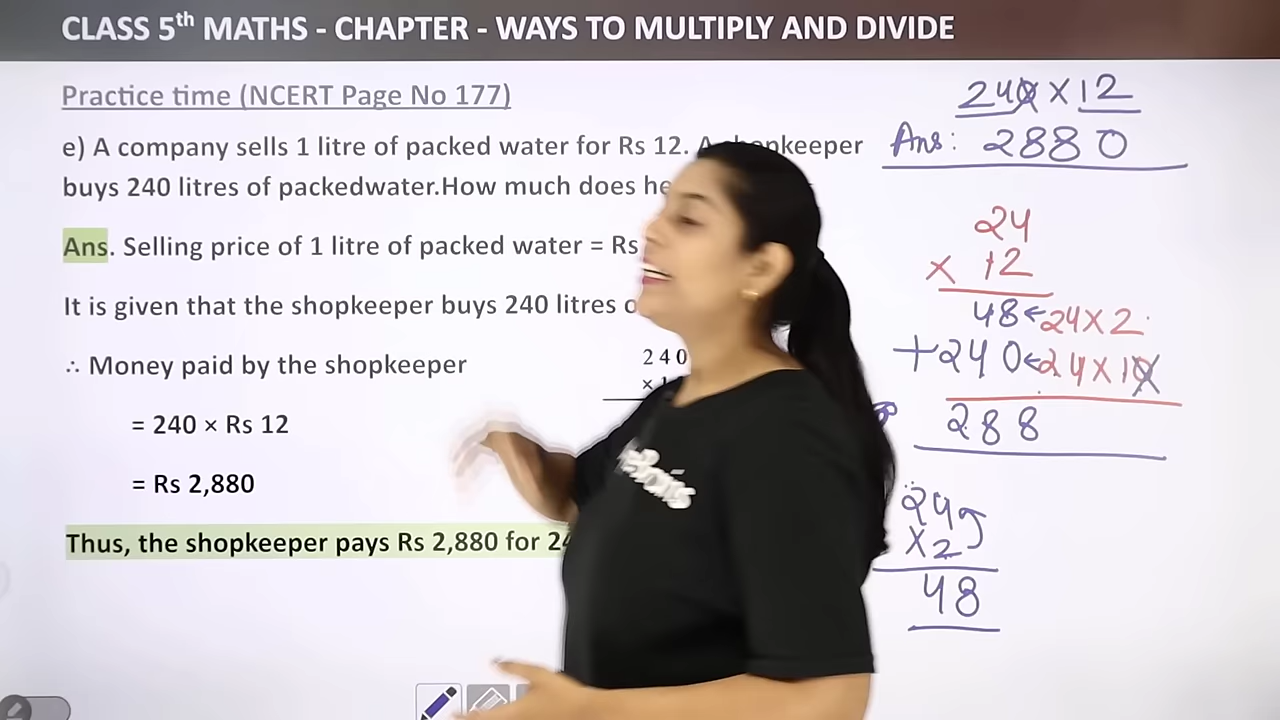 CLASS 5th MATHS - CHAPTER - WAYS TO MULTIPLY AND DIVIDE
Practice time (NCERT Page No 177)
e) A company sells 1 litre of packed water for Rs 12. A shopkeeper
buys 240 litres of packedwater.How much does he
Ans. Selling price of 1 litre of packed water = Rs
It is given that the shopkeeper buys 240 litres
∴ Money paid by the shopkeeper
= 240 × Rs 12
= Rs 2,880
Thus, the shopkeeper pays Rs 2,880 for
240
× 1
240 × 12
Ans: 2880
24
× 12
48 ← 24 × 2
+ 240 ← 24 × 10
288
24
× 2
48